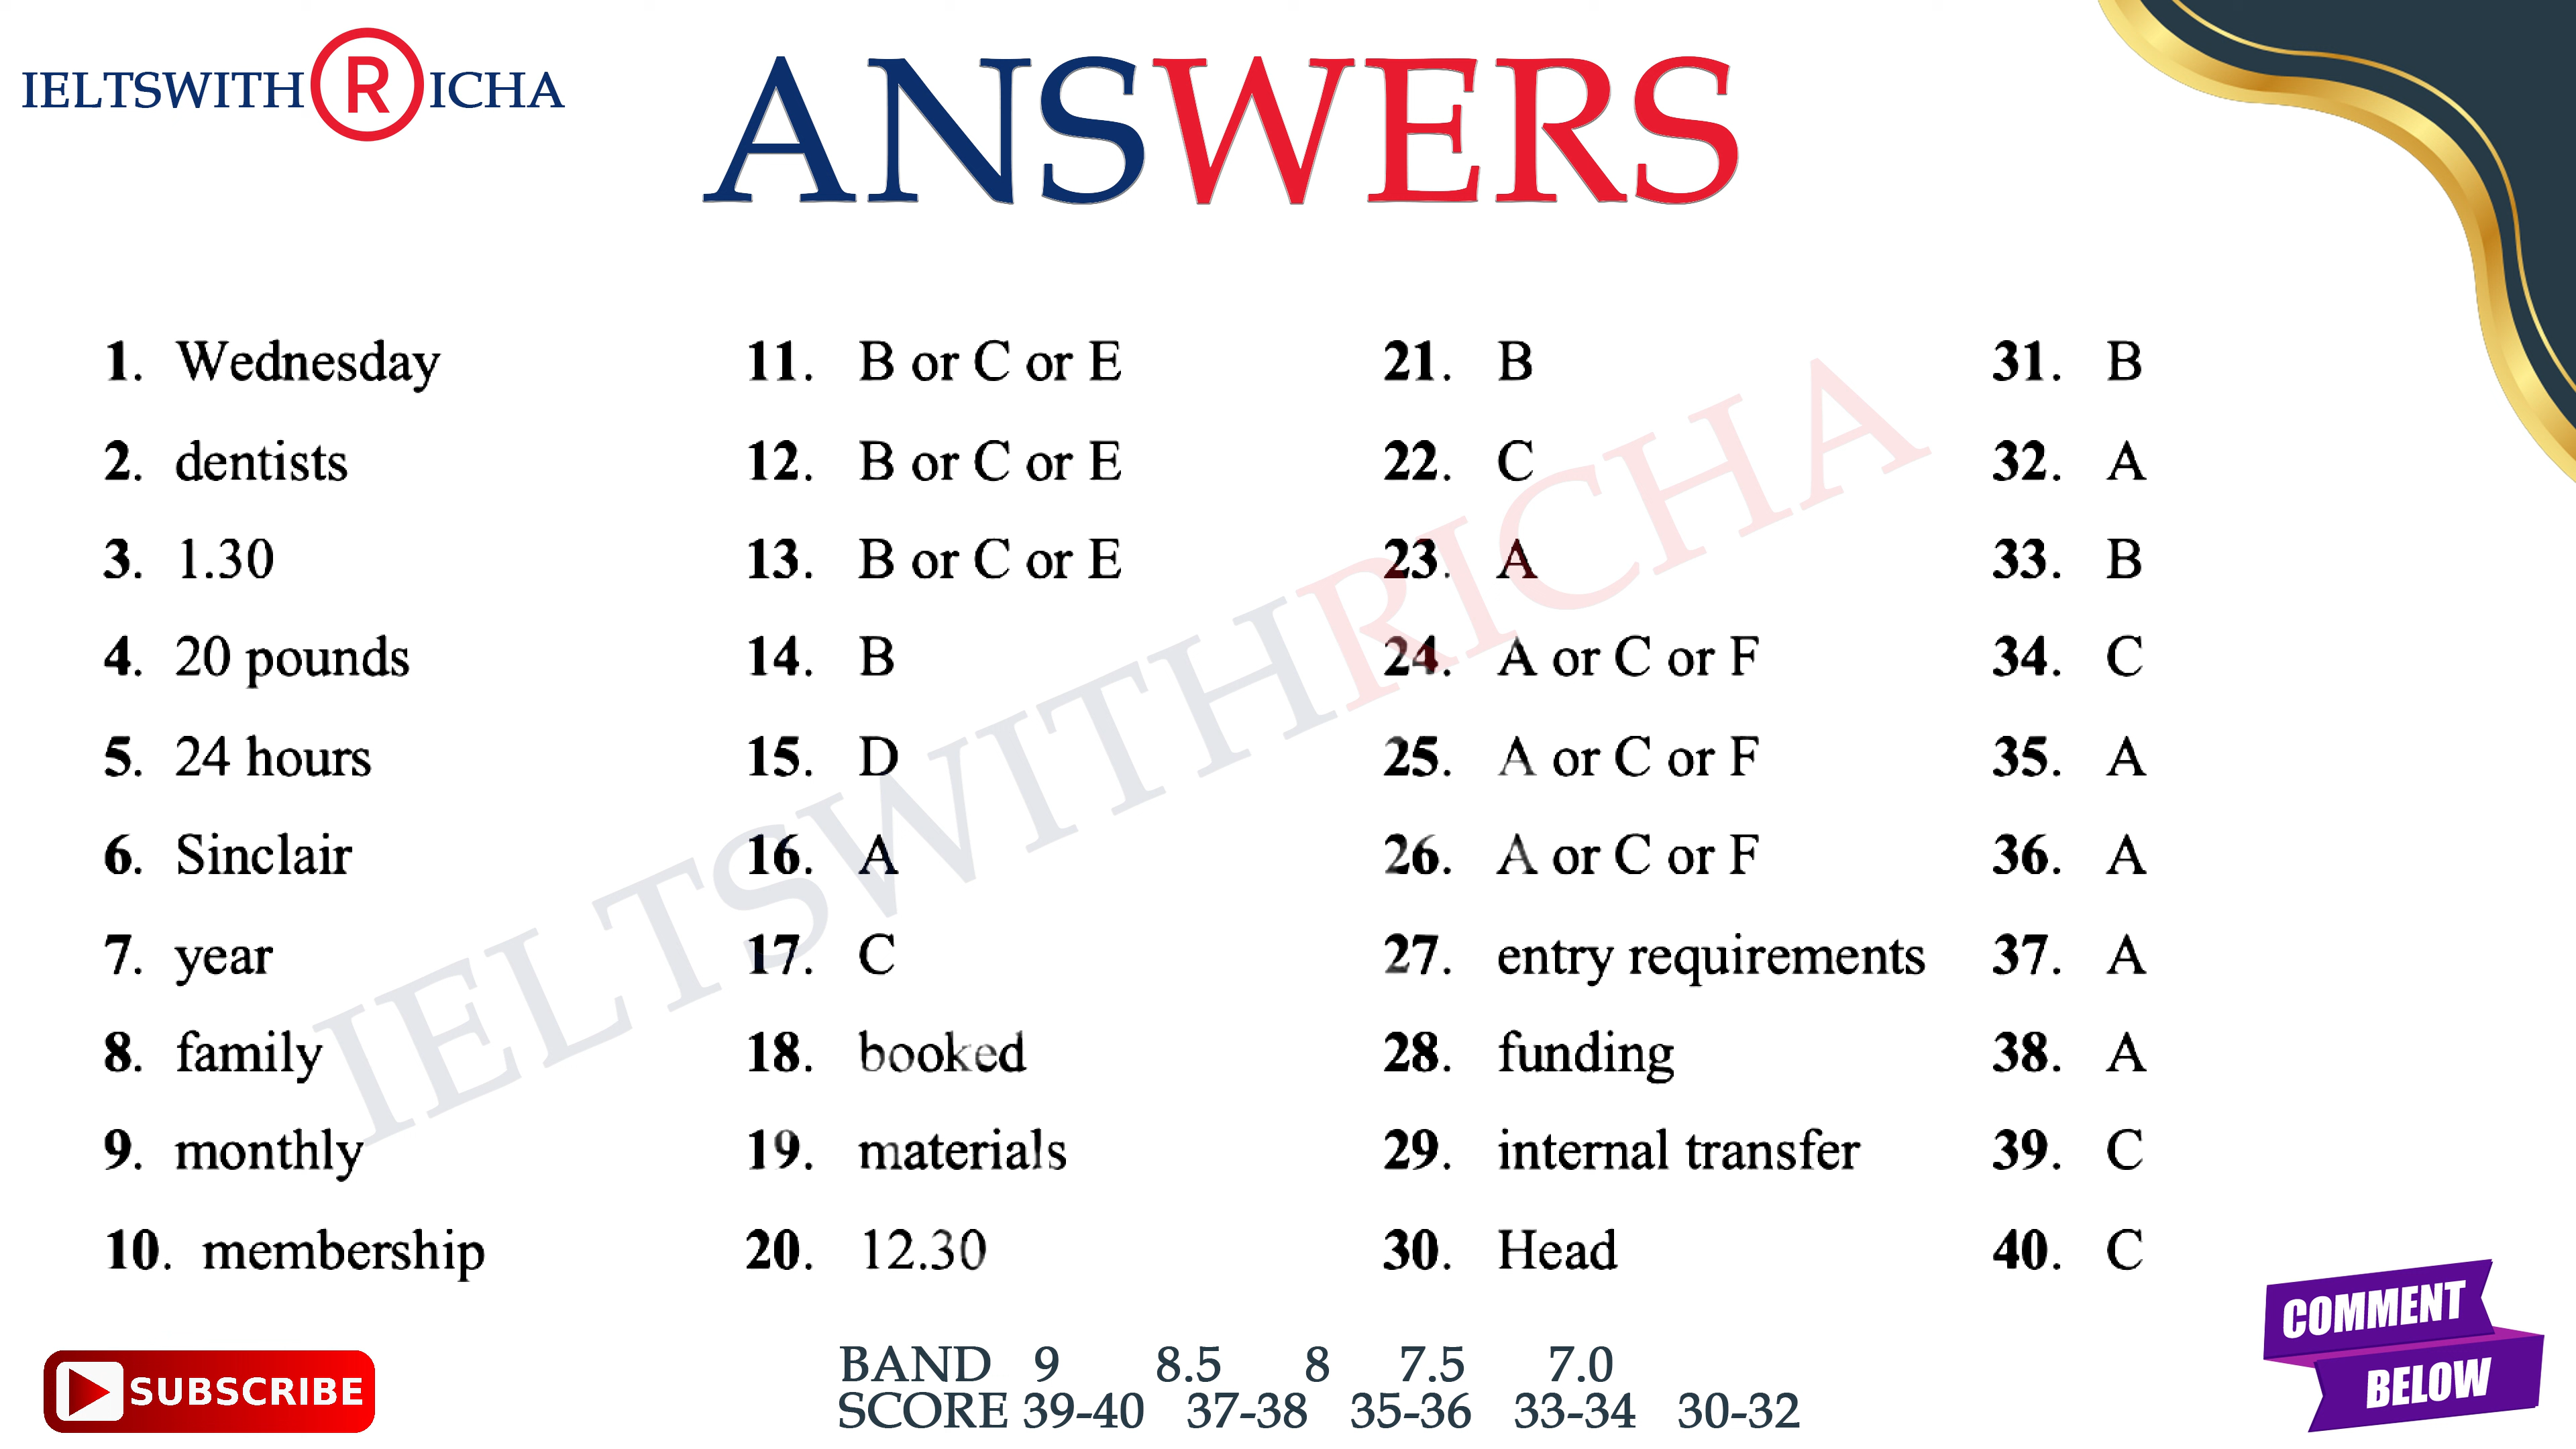 IELTSWITHRICHA
ANSWERS
1. Wednesday
2. dentists
3. 1.30
4. 20 pounds
5. 24 hours
6. Sinclair
7. year
8. family
9. monthly
10. membership
11. B or C or E
12. B or C or E
13. B or C or E
14. B
15. D
16. A
17. C
18. booked
19. materials
20. 12.30
21. B
22. C
23. A
24. A or C or F
25. A or C or F
26. A or C or F
27. entry requirements
28. funding
29. internal transfer
30. Head
31. B
32. A
33. B
34. C
35. A
36. A
37. A
38. A
39. C
40. C
IELTSWITHRICHA
SUBSCRIBE
BAND 9 8.5 8 7.5 7.0
SCORE 39-40 37-38 35-36 33-34 30-32
COMMENT
BELOW